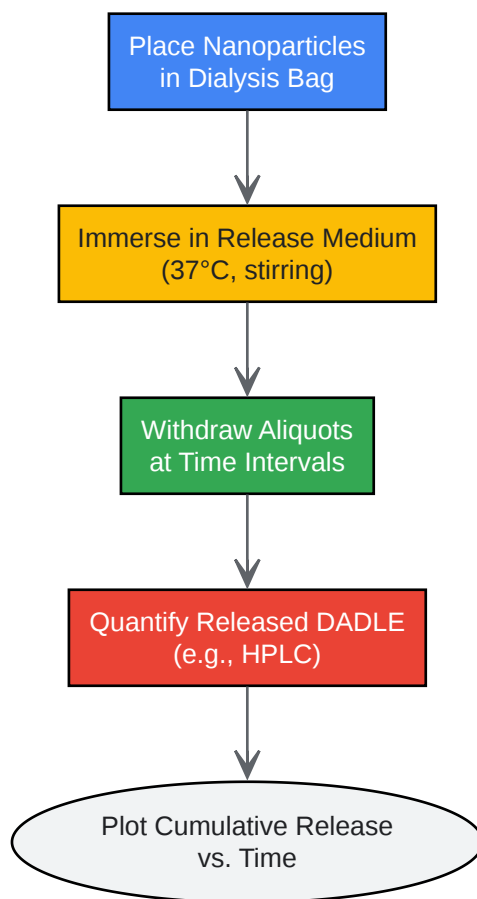 Place Nanoparticles
in Dialysis Bag
Immerse in Release Medium
(37°C, stirring)
Withdraw Aliquots
at Time Intervals
Quantify Released DADLE
(e.g., HPLC)
Plot Cumulative Release
vs. Time